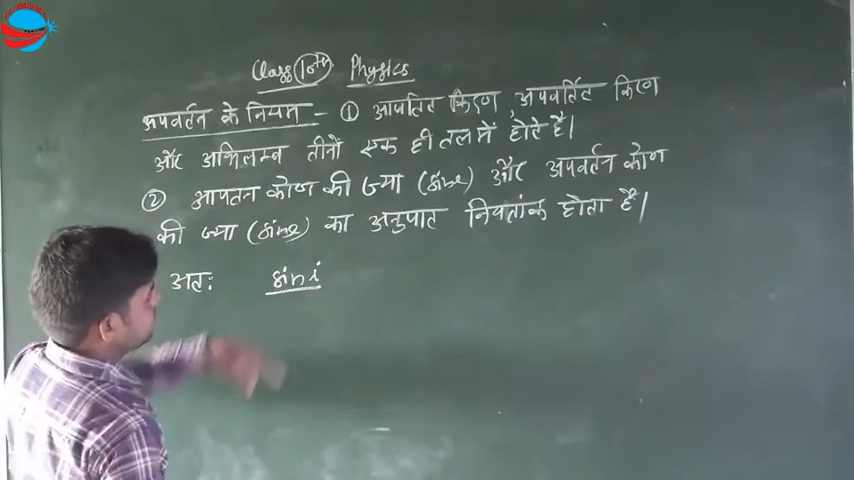 Class 10th Physics
अपवर्तन के नियम - ① आपतित किरण, अपवर्तित किरण
और अभिलम्ब तीनों एक ही तल में होते है।
② आपतन कोण की ज्या (sine) और अपवर्तन कोण
की ज्या (sine) का अनुपात नियतांक होता है।
अतः sin i